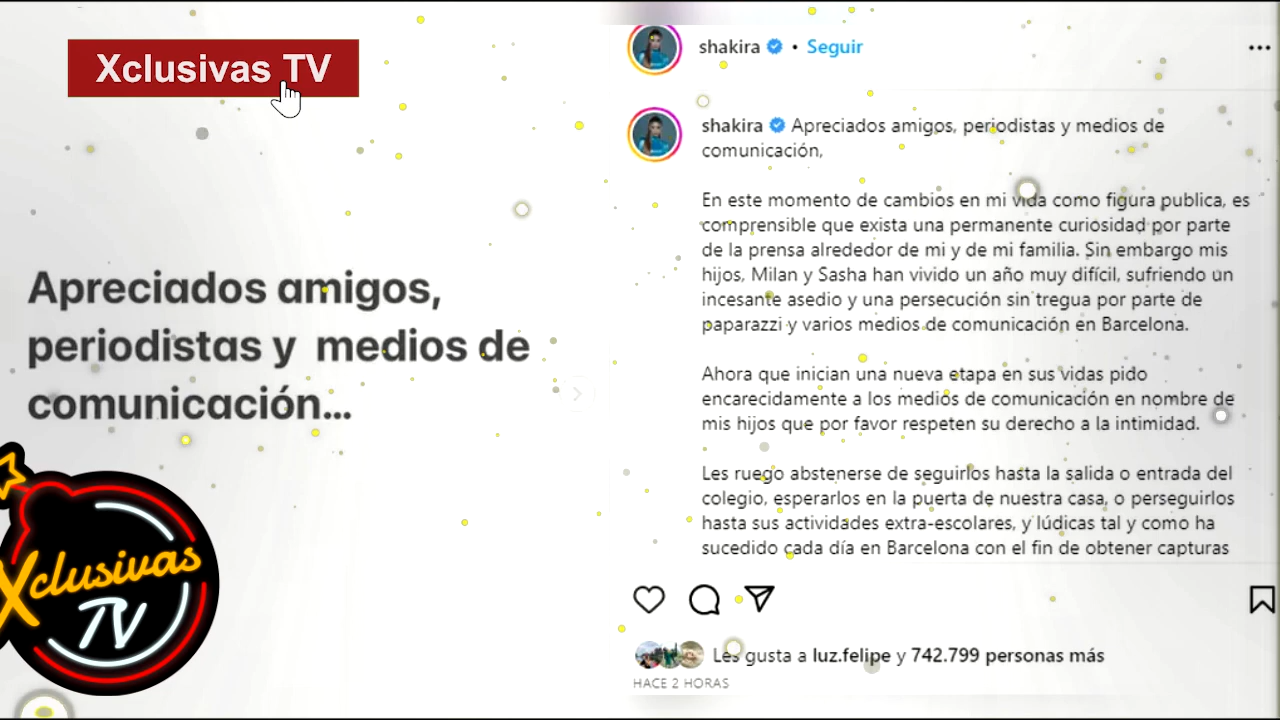 Xclusivas TV
Apreciados amigos,
periodistas y medios de
comunicación...
Xclusivas
TV
shakira • Seguir
shakira Apreciados amigos, periodistas y medios de
comunicación,
En este momento de cambios en mi vida como figura publica, es
comprensible que exista una permanente curiosidad por parte
de la prensa alrededor de mi y de mi familia. Sin embargo mis
hijos, Milan y Sasha han vivido un año muy difícil, sufriendo un
incesante asedio y una persecución sin tregua por parte de
paparazzi y varios medios de comunicación en Barcelona.
Ahora que inician una nueva etapa en sus vidas pido
encarecidamente a los medios de comunicación en nombre de
mis hijos que por favor respeten su derecho a la intimidad.
Les ruego abstenerse de seguirlos hasta la salida o entrada del
colegio, esperarlos en la puerta de nuestra casa, o perseguirlos
hasta sus actividades extra-escolares, y lúdicas tal y como ha
sucedido cada día en Barcelona con el fin de obtener capturas
Les gusta a luz.felipe y 742.799 personas más
HACE 2 HORAS